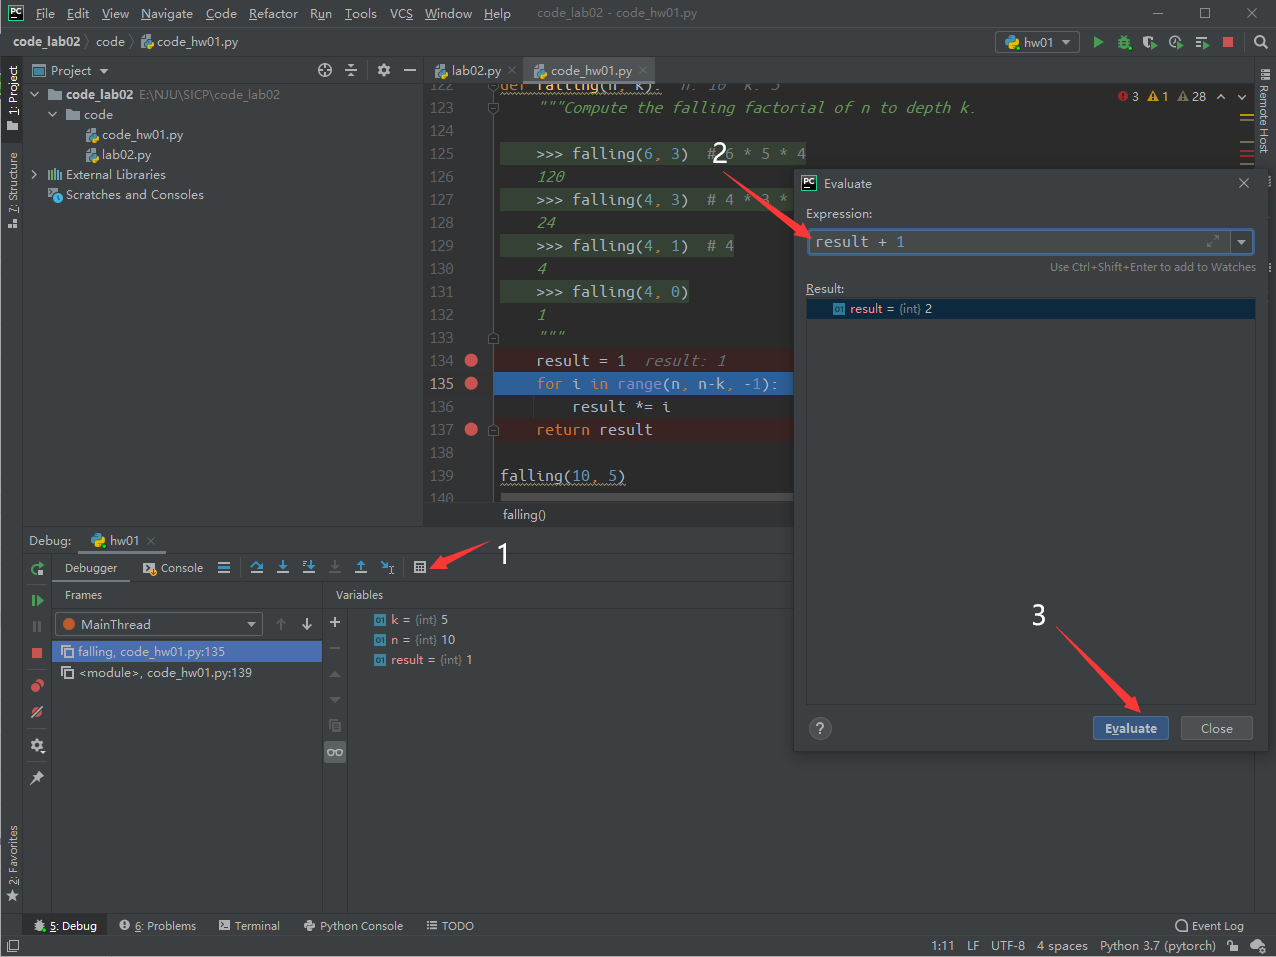 PC File Edit View Navigate Code Refactor Run Tools VCS Window Help code_lab02 - code_hw01.py
code_lab02 code code_hw01.py hw01
1: Project
7: Structure
2: Favorites
Project
code_lab02 E:\NJU\SICP\code_lab02
code
code_hw01.py
lab02.py
External Libraries
Scratches and Consoles
lab02.py code_hw01.py
3 1 28
Remote Host
122 def falling(n, k): n: 10 k: 5
123 """Compute the falling factorial of n to depth k.
124
125 >>> falling(6, 3) # 6 * 5 * 4
126 120
127 >>> falling(4, 3) # 4 * 3 *
128 24
129 >>> falling(4, 1) # 4
130 4
131 >>> falling(4, 0)
132 1
133 """
134 result = 1 result: 1
135 for i in range(n, n-k, -1):
136 result *= i
137 return result
138
139 falling(10, 5)
140
falling()
2
PC Evaluate
Expression:
result + 1
Use Ctrl+Shift+Enter to add to Watches
Result:
01 result = {int} 2
3
? Evaluate Close
Debug: hw01
1
Debugger Console
Frames Variables
MainThread
falling, code_hw01.py:135
<module>, code_hw01.py:139
01 k = {int} 5
01 n = {int} 10
01 result = {int} 1
5: Debug 6: Problems Terminal Python Console TODO Event Log
1:11 LF UTF-8 4 spaces Python 3.7 (pytorch)